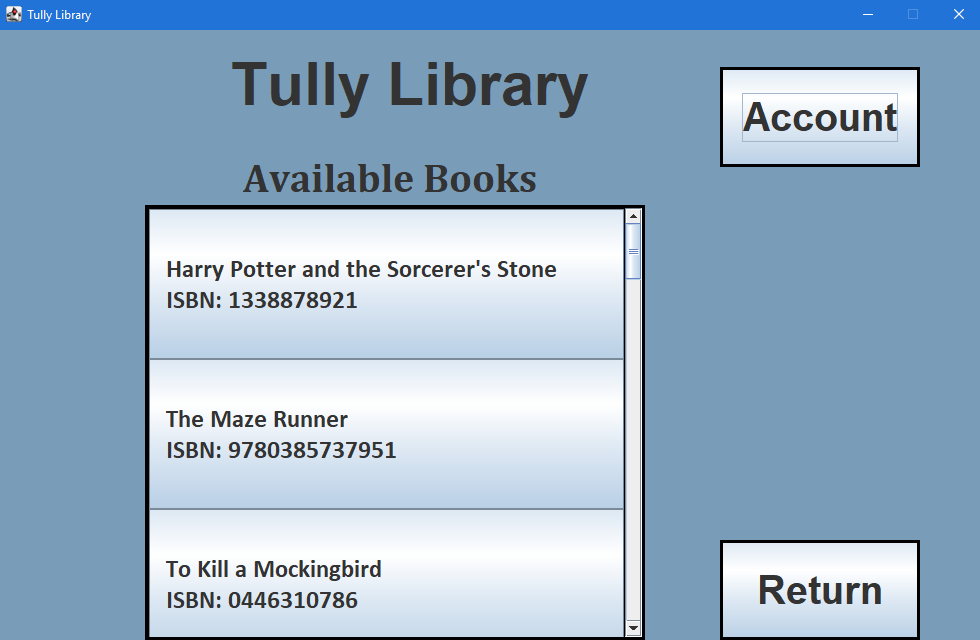 Tully Library
Tully Library
Account
Available Books
Harry Potter and the Sorcerer's Stone
ISBN: 1338878921
The Maze Runner
ISBN: 9780385737951
To Kill a Mockingbird
ISBN: 0446310786
Return